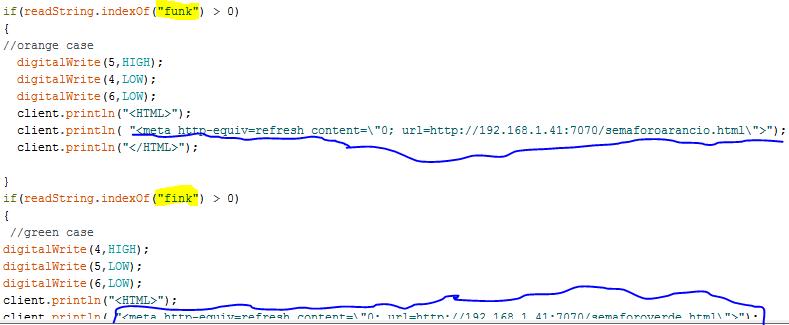 if(readString.indexOf("funk") > 0)
{
//orange case
digitalWrite(5,HIGH);
digitalWrite(4,LOW);
digitalWrite(6,LOW);
client.println("<HTML>");
client.println( "<meta http-equiv=refresh content=\"0; url=http://192.168.1.41:7070/semaforoarancio.html\">");
client.println("</HTML>");
}
if(readString.indexOf("fink") > 0)
{
//green case
digitalWrite(4,HIGH);
digitalWrite(5,LOW);
digitalWrite(6,LOW);
client.println("<HTML>");
client.println( "<meta http-equiv=refresh content=\"0; url=http://192.168.1.41:7070/semaforoverde.html\">");